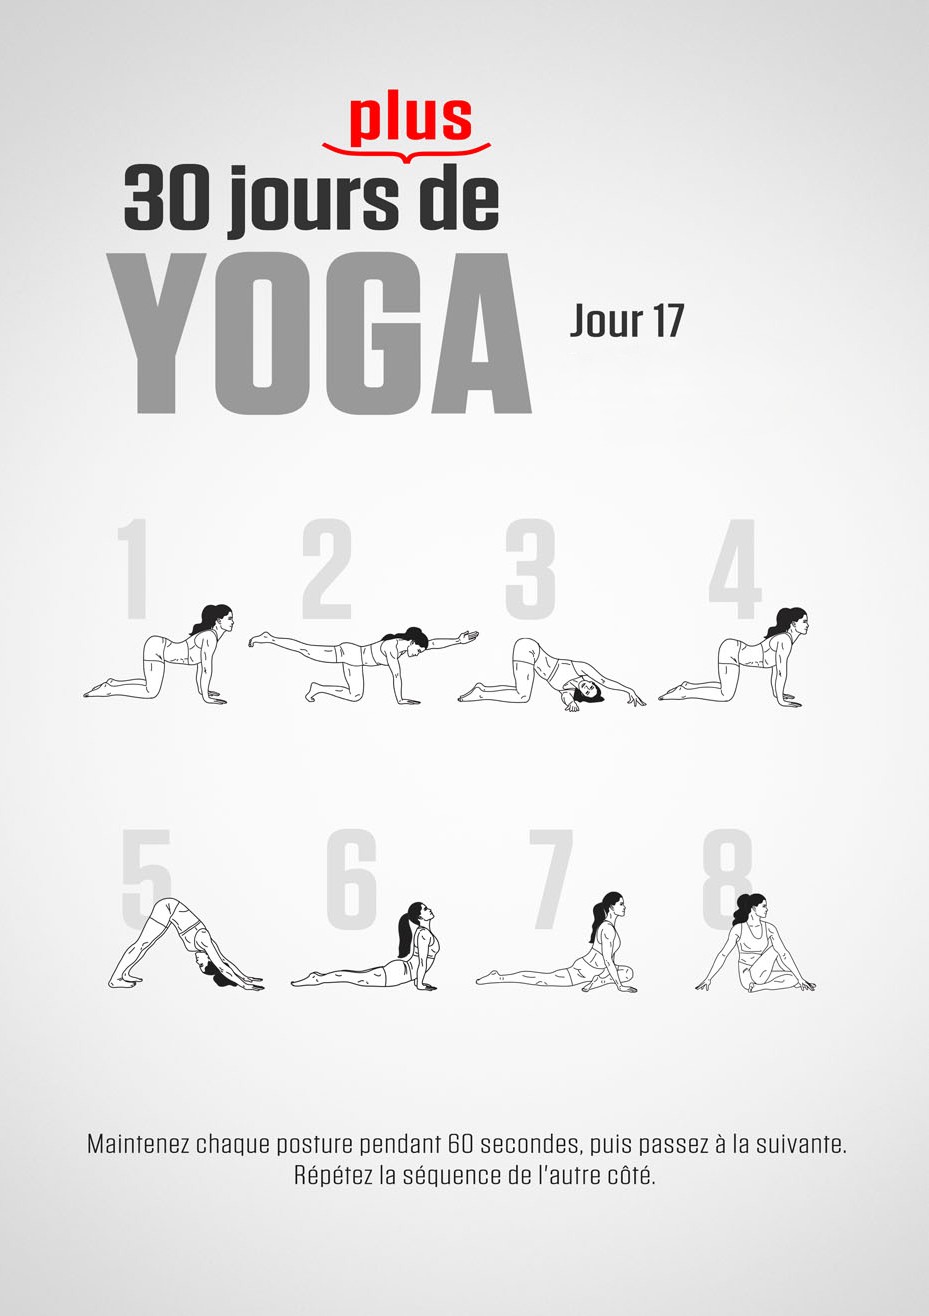 plus
30 jours de
YOGA
Jour 17
1 2 3 4
5 6 7 8
Maintenez chaque posture pendant 60 secondes, puis passez à la suivante.
Répétez la séquence de l'autre côté.